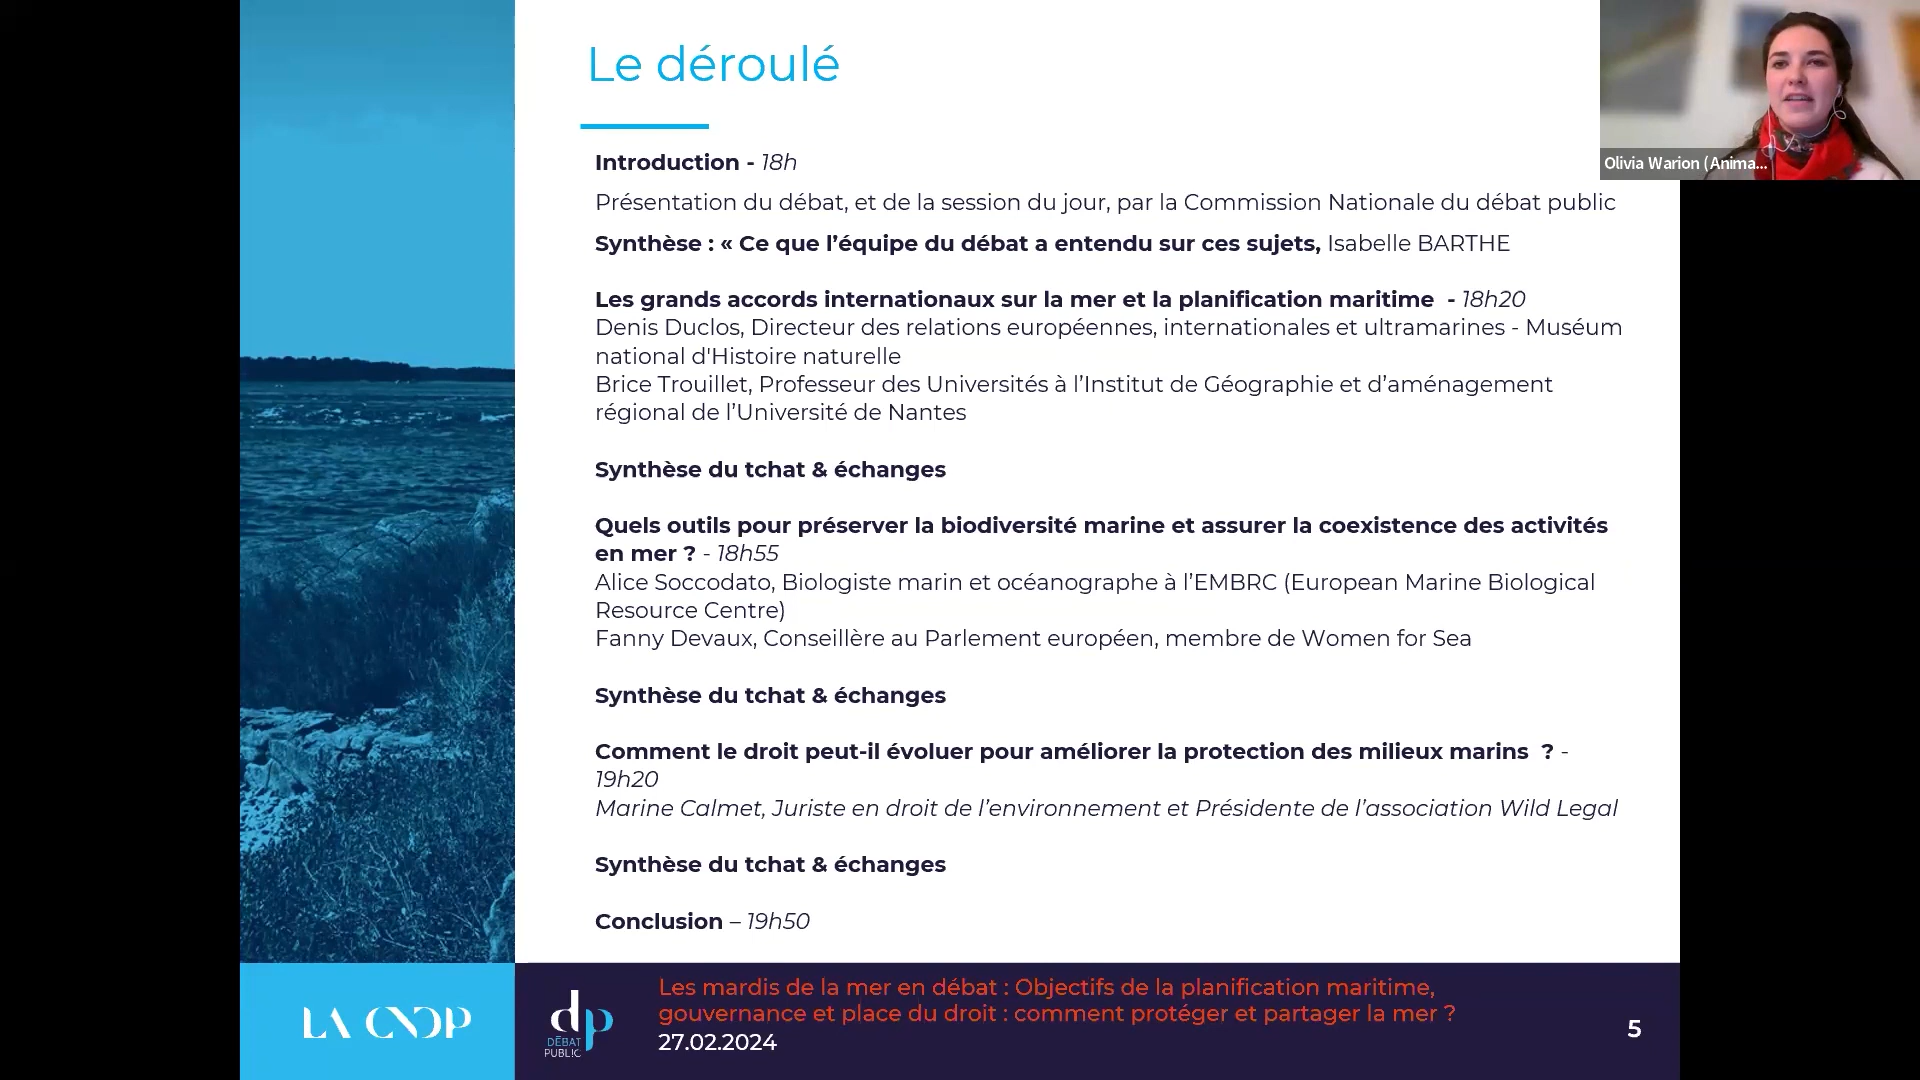 Le déroulé
Olivia Warion (Anima...
Introduction - 18h
Présentation du débat, et de la session du jour, par la Commission Nationale du débat public
Synthèse : « Ce que l’équipe du débat a entendu sur ces sujets, Isabelle BARTHE
Les grands accords internationaux sur la mer et la planification maritime - 18h20
Denis Duclos, Directeur des relations européennes, internationales et ultramarines - Muséum
national d'Histoire naturelle
Brice Trouillet, Professeur des Universités à l’Institut de Géographie et d’aménagement
régional de l’Université de Nantes
Synthèse du tchat & échanges
Quels outils pour préserver la biodiversité marine et assurer la coexistence des activités
en mer ? - 18h55
Alice Soccodato, Biologiste marin et océanographe à l’EMBRC (European Marine Biological
Resource Centre)
Fanny Devaux, Conseillère au Parlement européen, membre de Women for Sea
Synthèse du tchat & échanges
Comment le droit peut-il évoluer pour améliorer la protection des milieux marins ? -
19h20
Marine Calmet, Juriste en droit de l’environnement et Présidente de l’association Wild Legal
Synthèse du tchat & échanges
Conclusion – 19h50
LA CNDP
dp
DÉBAT
PUBLIC
Les mardis de la mer en débat : Objectifs de la planification maritime,
gouvernance et place du droit : comment protéger et partager la mer ?
27.02.2024
5